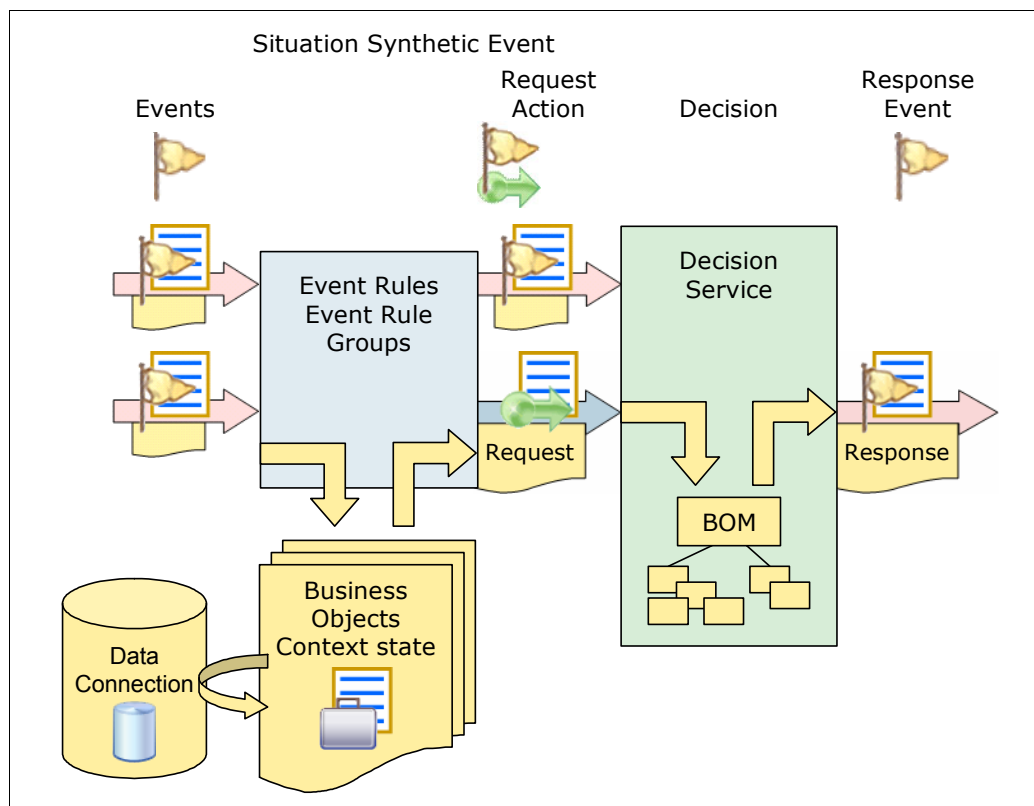 Situation Synthetic Event
Events
Request
Action
Decision
Response
Event
Event Rules
Event Rule
Groups
Decision
Service
Request
Response
BOM
Business
Objects
Context state
Data
Connection